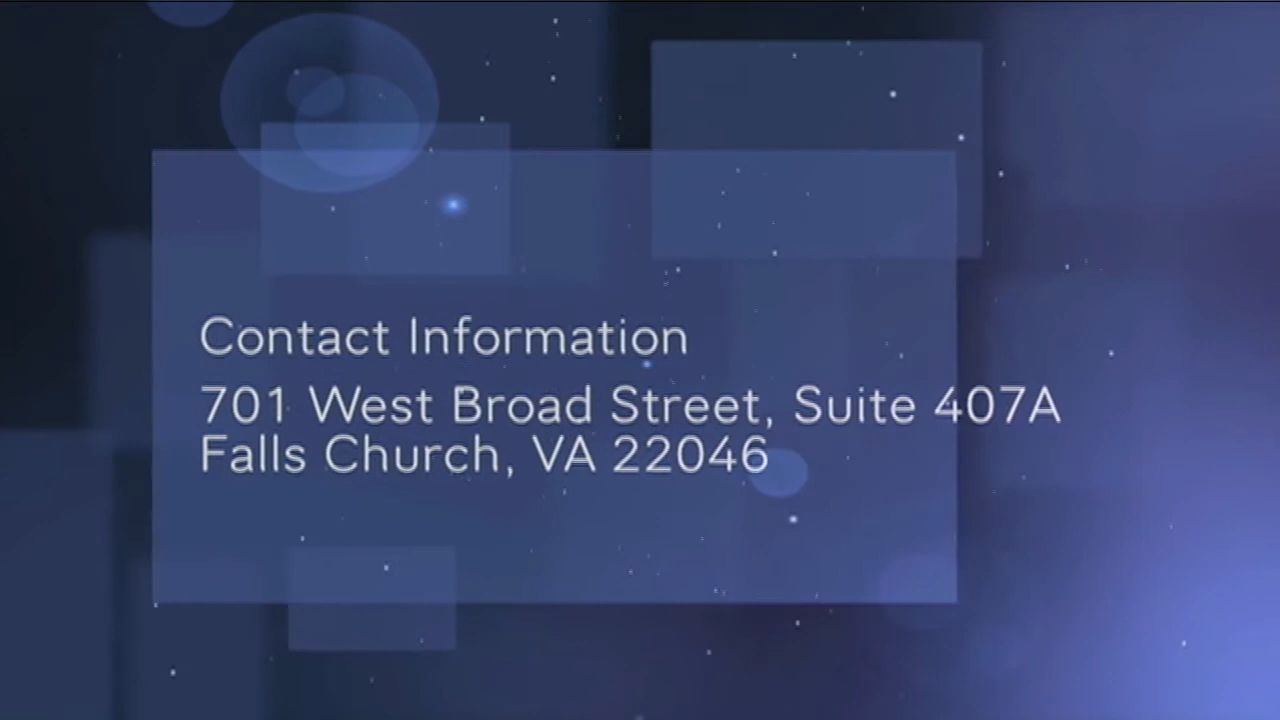 Contact Information
701 West Broad Street, Suite 407A
Falls Church, VA 22046